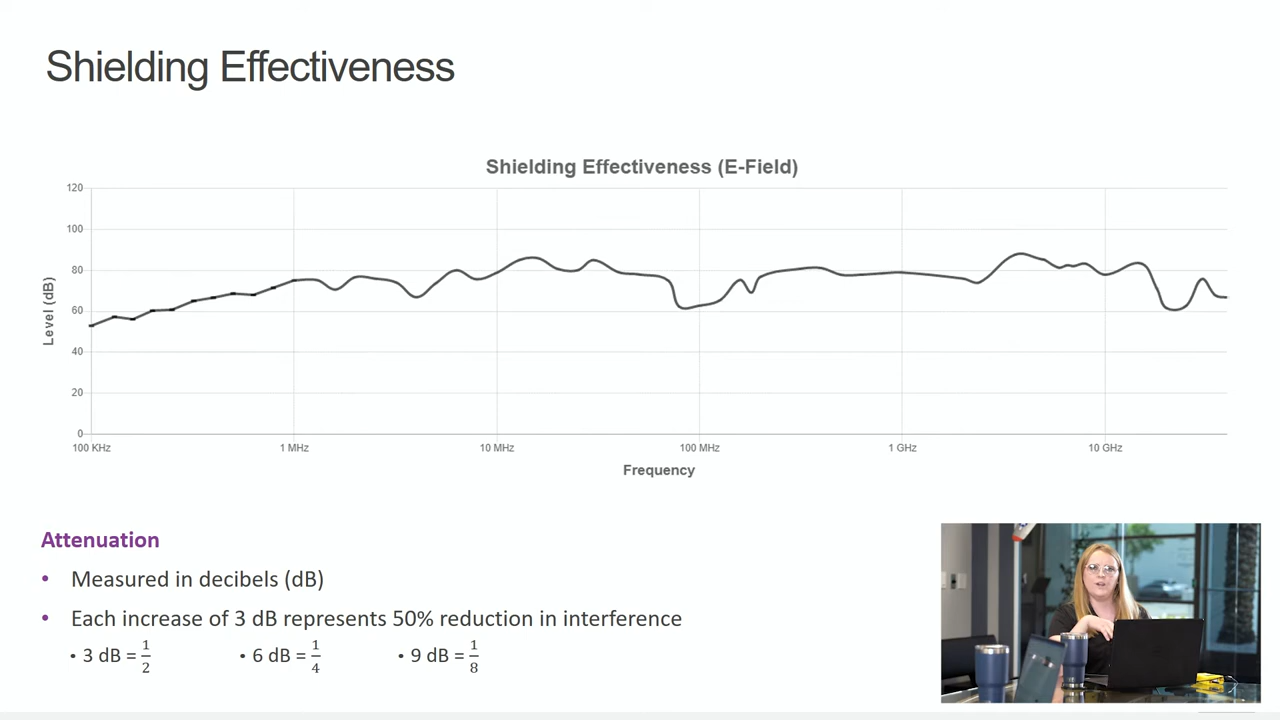 Shielding Effectiveness
Shielding Effectiveness (E-Field)
120
100
80
60
40
20
0
Level (dB)
100 KHz 1 MHz 10 MHz 100 MHz 1 GHz 10 GHz
Frequency
Attenuation
• Measured in decibels (dB)
• Each increase of 3 dB represents 50% reduction in interference
• 3 dB = 1/2 • 6 dB = 1/4 • 9 dB = 1/8